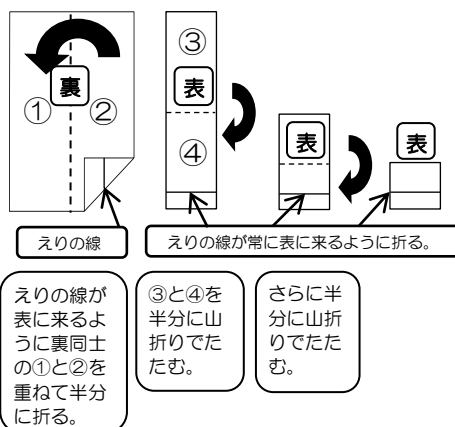 裏
① ②
③
表
④
表
表
えりの線
えりの線が常に表に来るように折る。
えりの線が
表に来るよ
うに裏同士
の①と②を
重ねて半分
に折る。
③と④を
半分に山
折りでた
たむ。
さらに半
分に山折
りでたた
む。